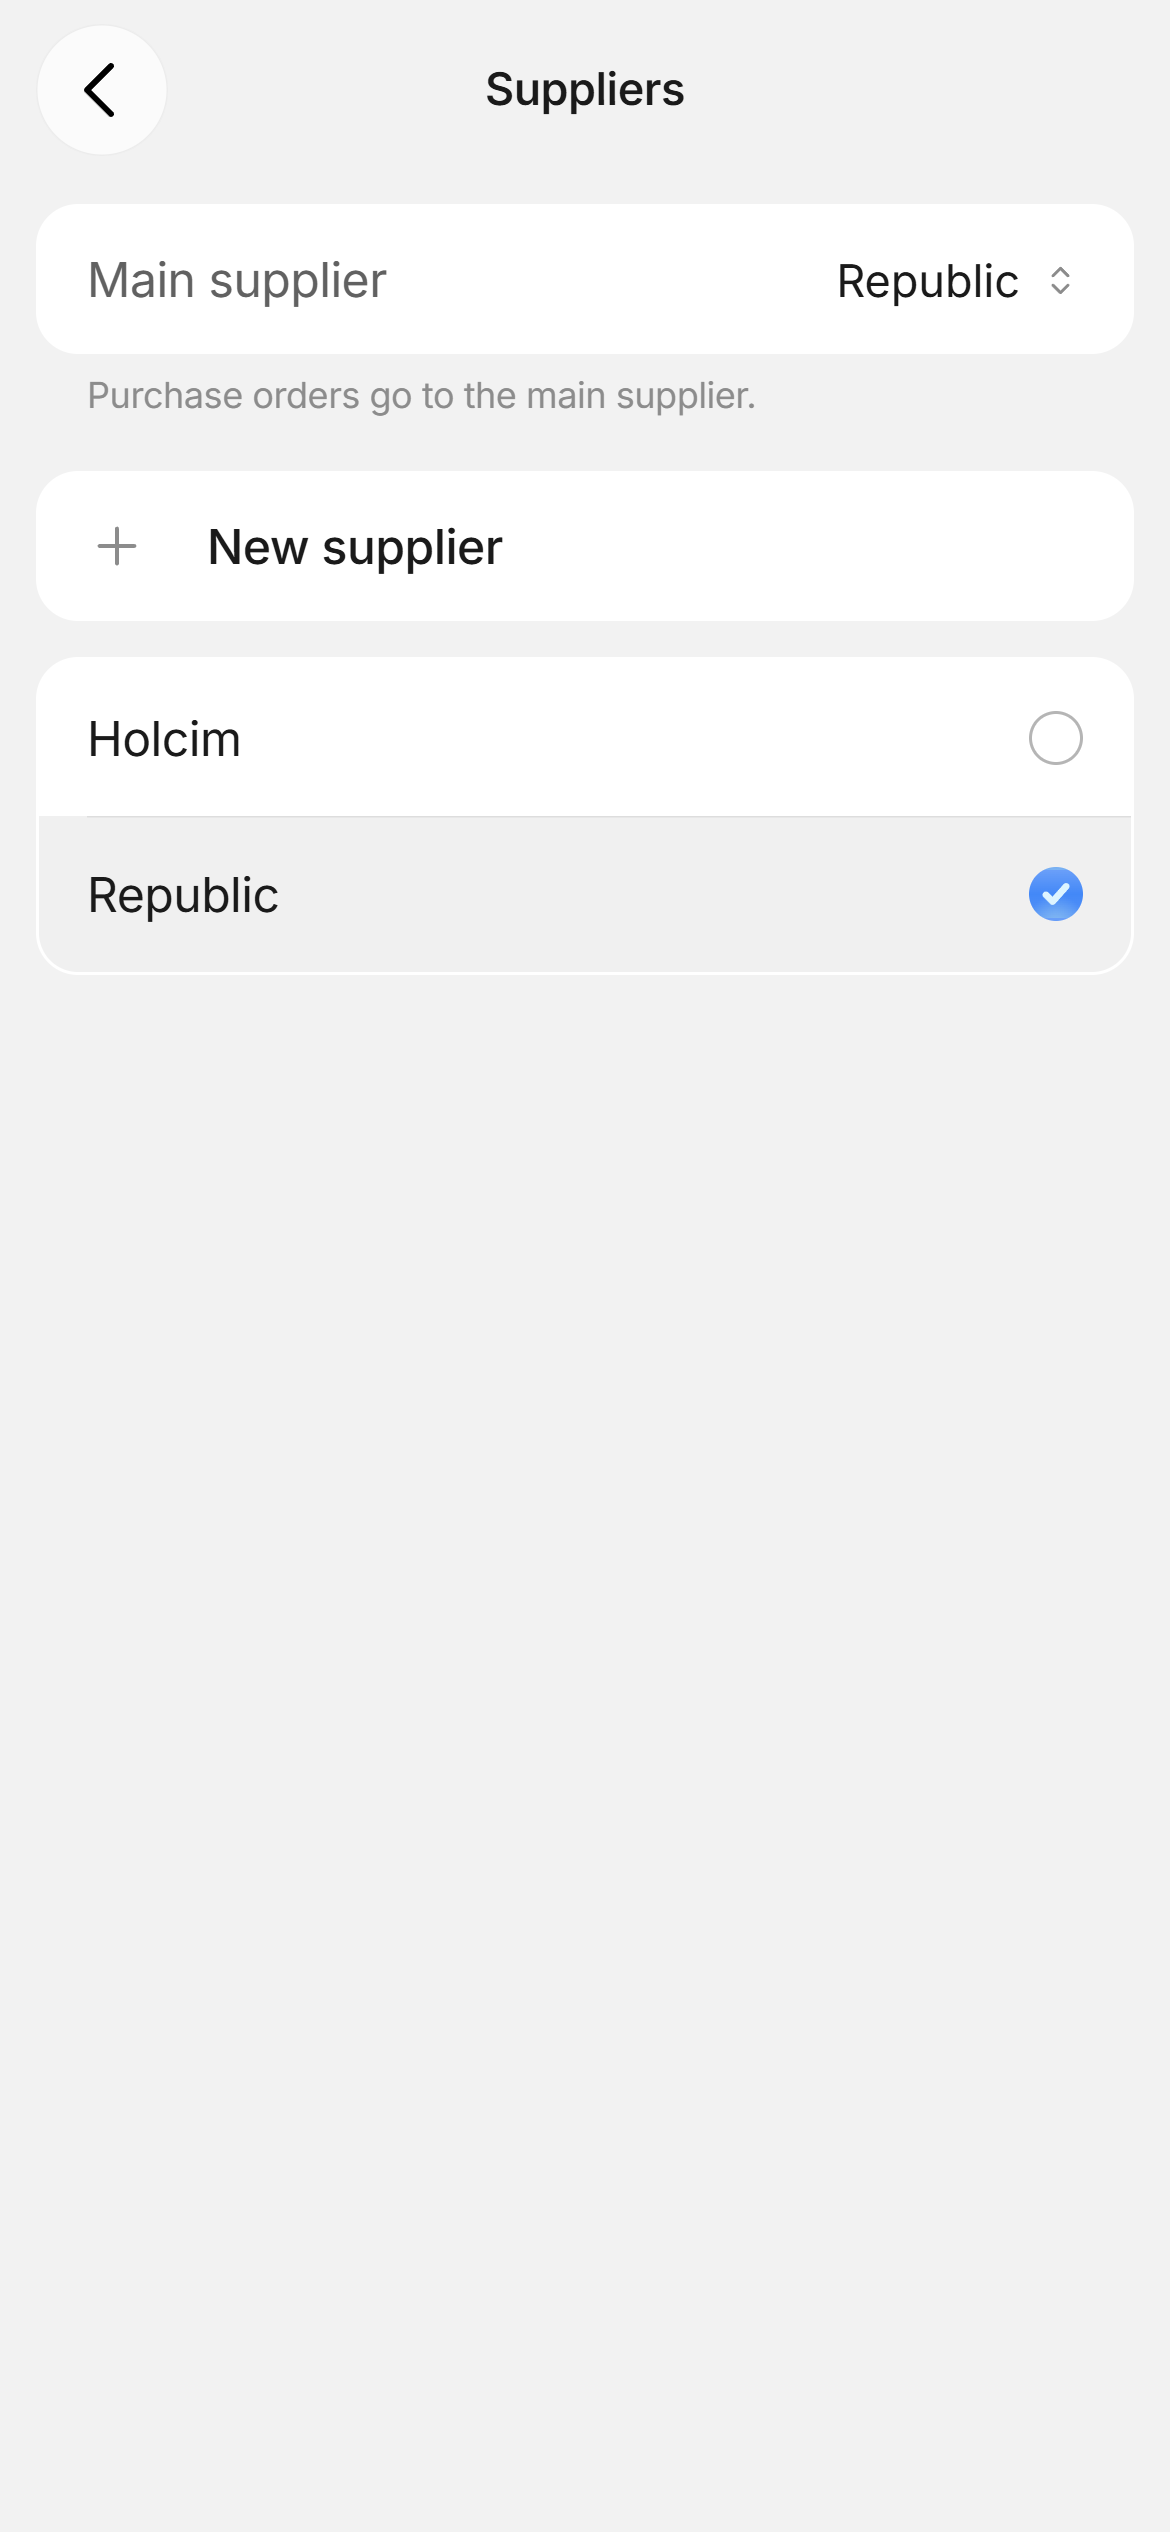 Suppliers
Main supplier Republic
Purchase orders go to the main supplier.
New supplier
Holcim
Republic